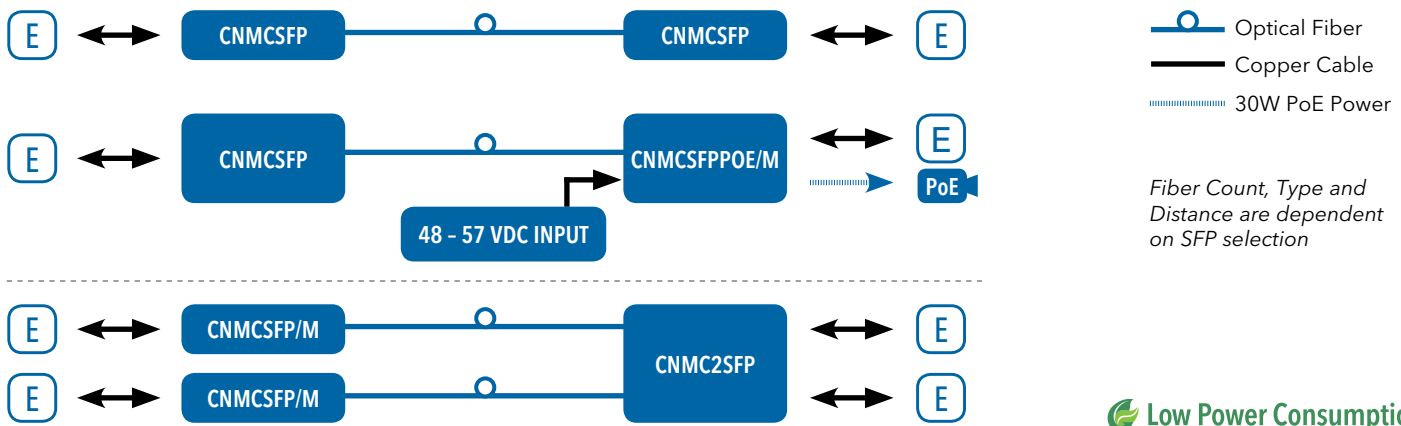 E CNMCSFP CNMCSFP E
Optical Fiber
Copper Cable
30W PoE Power
E CNMCSFP CNMCSFPPOE/M E
PoE
48 – 57 VDC INPUT
Fiber Count, Type and
Distance are dependent
on SFP selection
E CNMCSFP/M E
CNMC2SFP
E CNMCSFP/M E
Low Power Consumptio